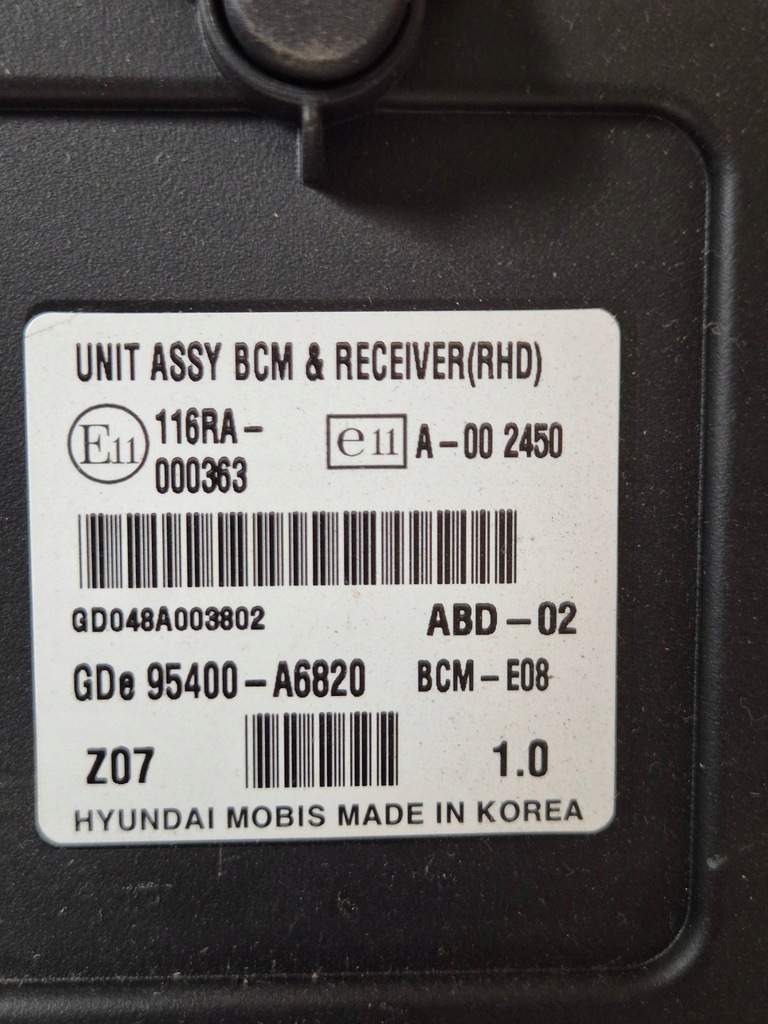 UNIT ASSY BCM & RECEIVER(RHD)
E11 116RA-
000363
e11 A-00 2450
GD048A003802
ABD-02
GDe 95400-A6820 BCM-E08
Z07 1.0
HYUNDAI MOBIS MADE IN KOREA